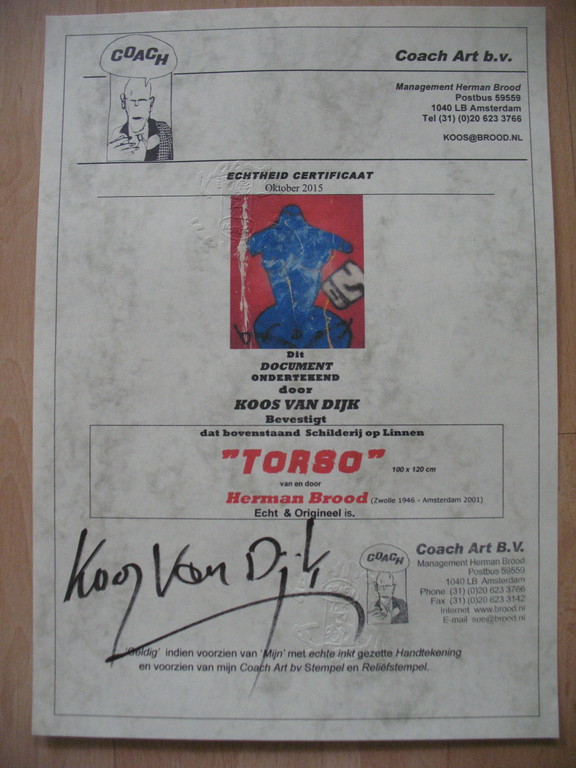 COACH
Coach Art b.v.
Management Herman Brood
Postbus 59559
1040 LB Amsterdam
Tel (31) (0)20 623 3766
KOOS@BROOD.NL
ECHTHEID CERTIFICAAT
Oktober 2015
Dit
DOCUMENT
ONDERTEKEND
door
KOOS VAN DIJK
Bevestigt
dat bovenstaand Schilderij op Linnen
"TORSO" 100 x 120 cm
van en door
Herman Brood (Zwolle 1946 - Amsterdam 2001)
Echt & Origineel is.
Koos Van Dijk
COACH
Coach Art B.V.
Management Herman Brood
Postbus 59559
1040 LB Amsterdam
Phone (31) (0)20 623 3766
Fax (31) (0)20 623 3142
Internet www.brood.nl
E-mail sue@brood.nl
'Geldig' indien voorzien van 'Mijn' met echte inkt gezette Handtekening
en voorzien van mijn Coach Art bv Stempel en Reliëfstempel.